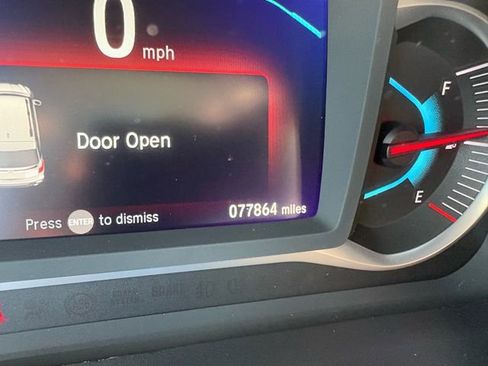 0 mph
F
Door Open
E
Press ENTER to dismiss
077864 miles